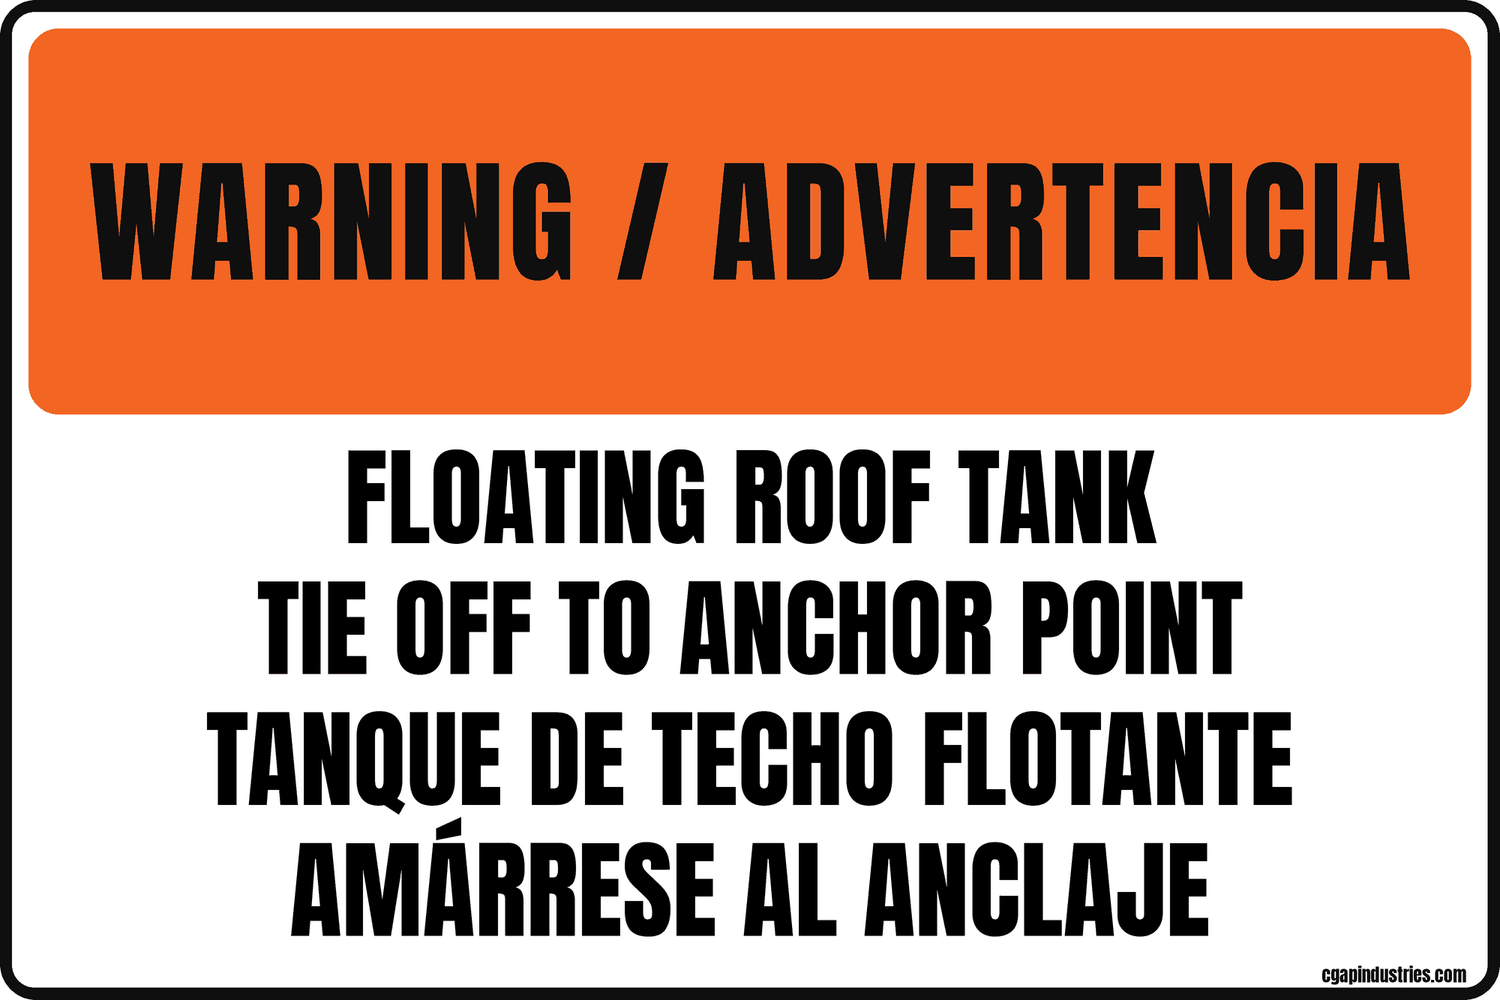 WARNING / ADVERTENCIA
FLOATING ROOF TANK
TIE OFF TO ANCHOR POINT
TANQUE DE TECHO FLOTANTE
AMÁRRESE AL ANCLAJE
cgapindustries.com